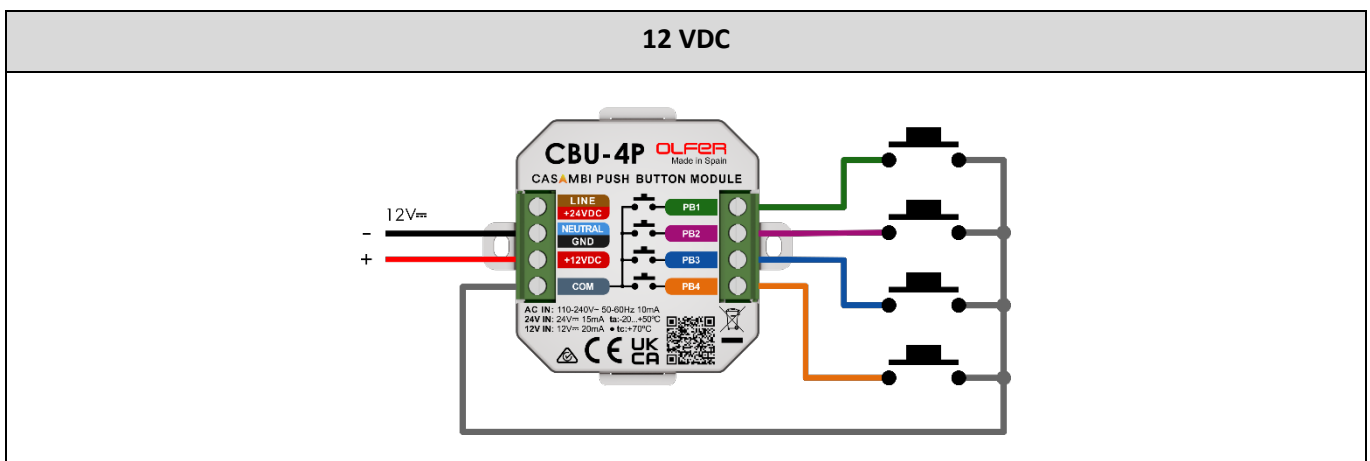 12 VDC
CBU-4P OLFER
Made in Spain
CASAMBI PUSH BUTTON MODULE
12V⎓
-
+
LINE
+24VDC
NEUTRAL
GND
+12VDC
COM
PB1
PB2
PB3
PB4
AC IN: 110-240V~ 50-60Hz 10mA
24V IN: 24V⎓ 15mA ta:-20...+50ºC
12V IN: 12V⎓ 20mA • tc:+70ºC
CE UK
CA